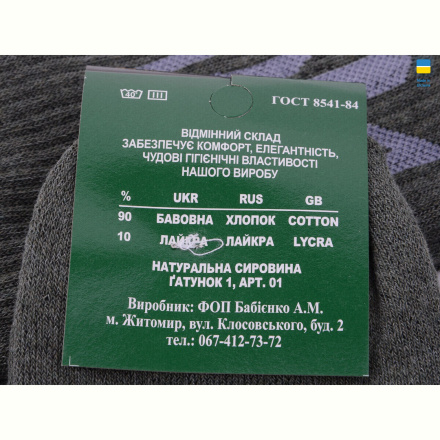 40°
ГОСТ 8541-84
ВІДМІННИЙ СКЛАД
ЗАБЕЗПЕЧУЄ КОМФОРТ, ЕЛЕГАНТНІСТЬ,
ЧУДОВІ ГІГІЄНІЧНІ ВЛАСТИВОСТІ
НАШОГО ВИРОБУ
% UKR RUS GB
90 БАВОВНА ХЛОПОК COTTON
10 ЛАЙКРА ЛАЙКРА LYCRA
НАТУРАЛЬНА СИРОВИНА
ҐАТУНОК 1, АРТ. 01
Виробник: ФОП Бабієнко А.М.
м. Житомир, вул. Клосовського, буд. 2
тел.: 067-412-73-72